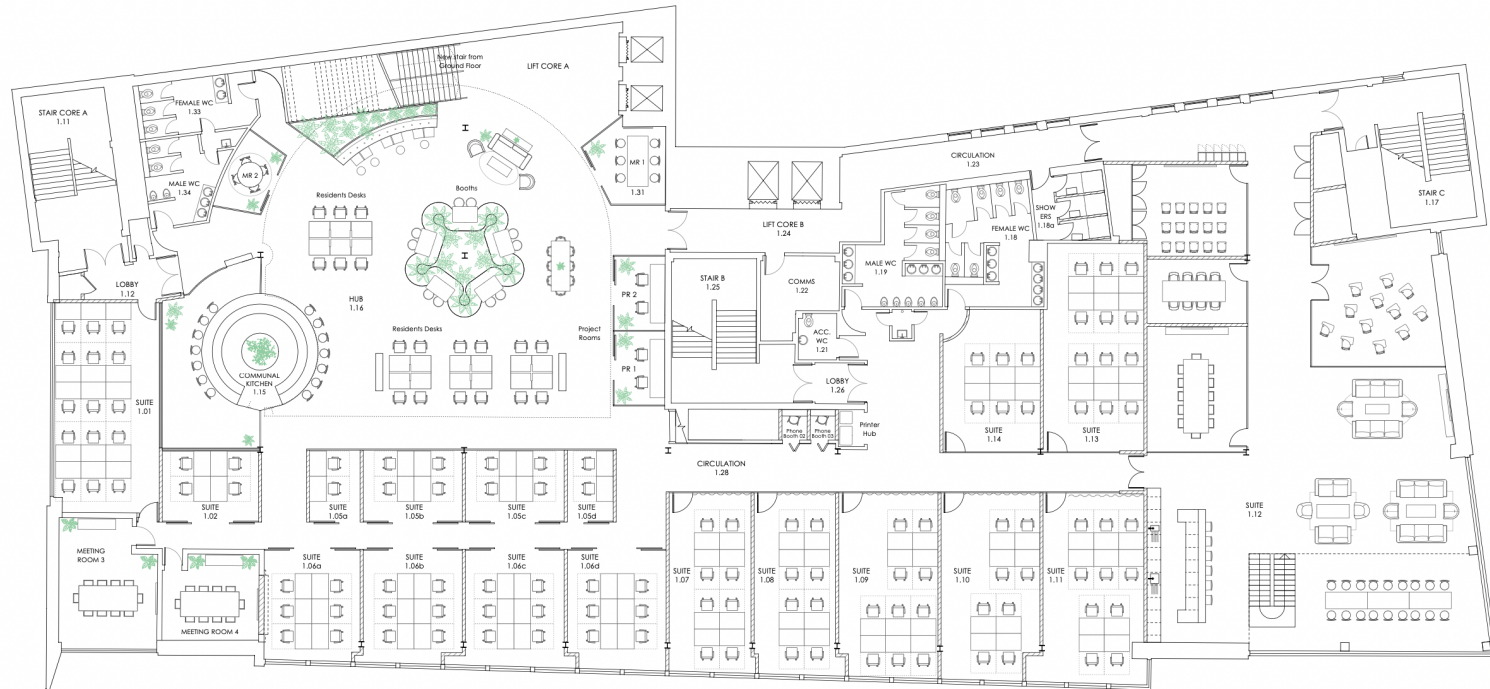 New stair from
Ground Floor
LIFT CORE A
STAIR CORE A
1.11
FEMALE WC
1.33
MALE WC
1.34
MR 2
MR 1
1.31
CIRCULATION
1.23
STAIR C
1.17
Residents Desks
Booths
LIFT CORE B
1.24
SHOW
ERS
1.18a
FEMALE WC
1.18
MALE WC
1.19
LOBBY
1.12
HUB
1.16
PR 2
STAIR B
1.25
COMMS
1.22
Residents Desks
Project
Rooms
ACC.
WC
1.21
PR 1
COMMUNAL
KITCHEN
1.15
LOBBY
1.26
SUITE
1.01
Phone
Booth 02
Phone
Booth 03
Printer
Hub
SUITE
1.14
SUITE
1.13
CIRCULATION
1.28
SUITE
1.02
SUITE
1.05a
SUITE
1.05b
SUITE
1.05c
SUITE
1.05d
SUITE
1.12
MEETING
ROOM 3
SUITE
1.06a
SUITE
1.06b
SUITE
1.06c
SUITE
1.06d
SUITE
1.07
SUITE
1.08
SUITE
1.09
SUITE
1.10
SUITE
1.11
MEETING ROOM 4